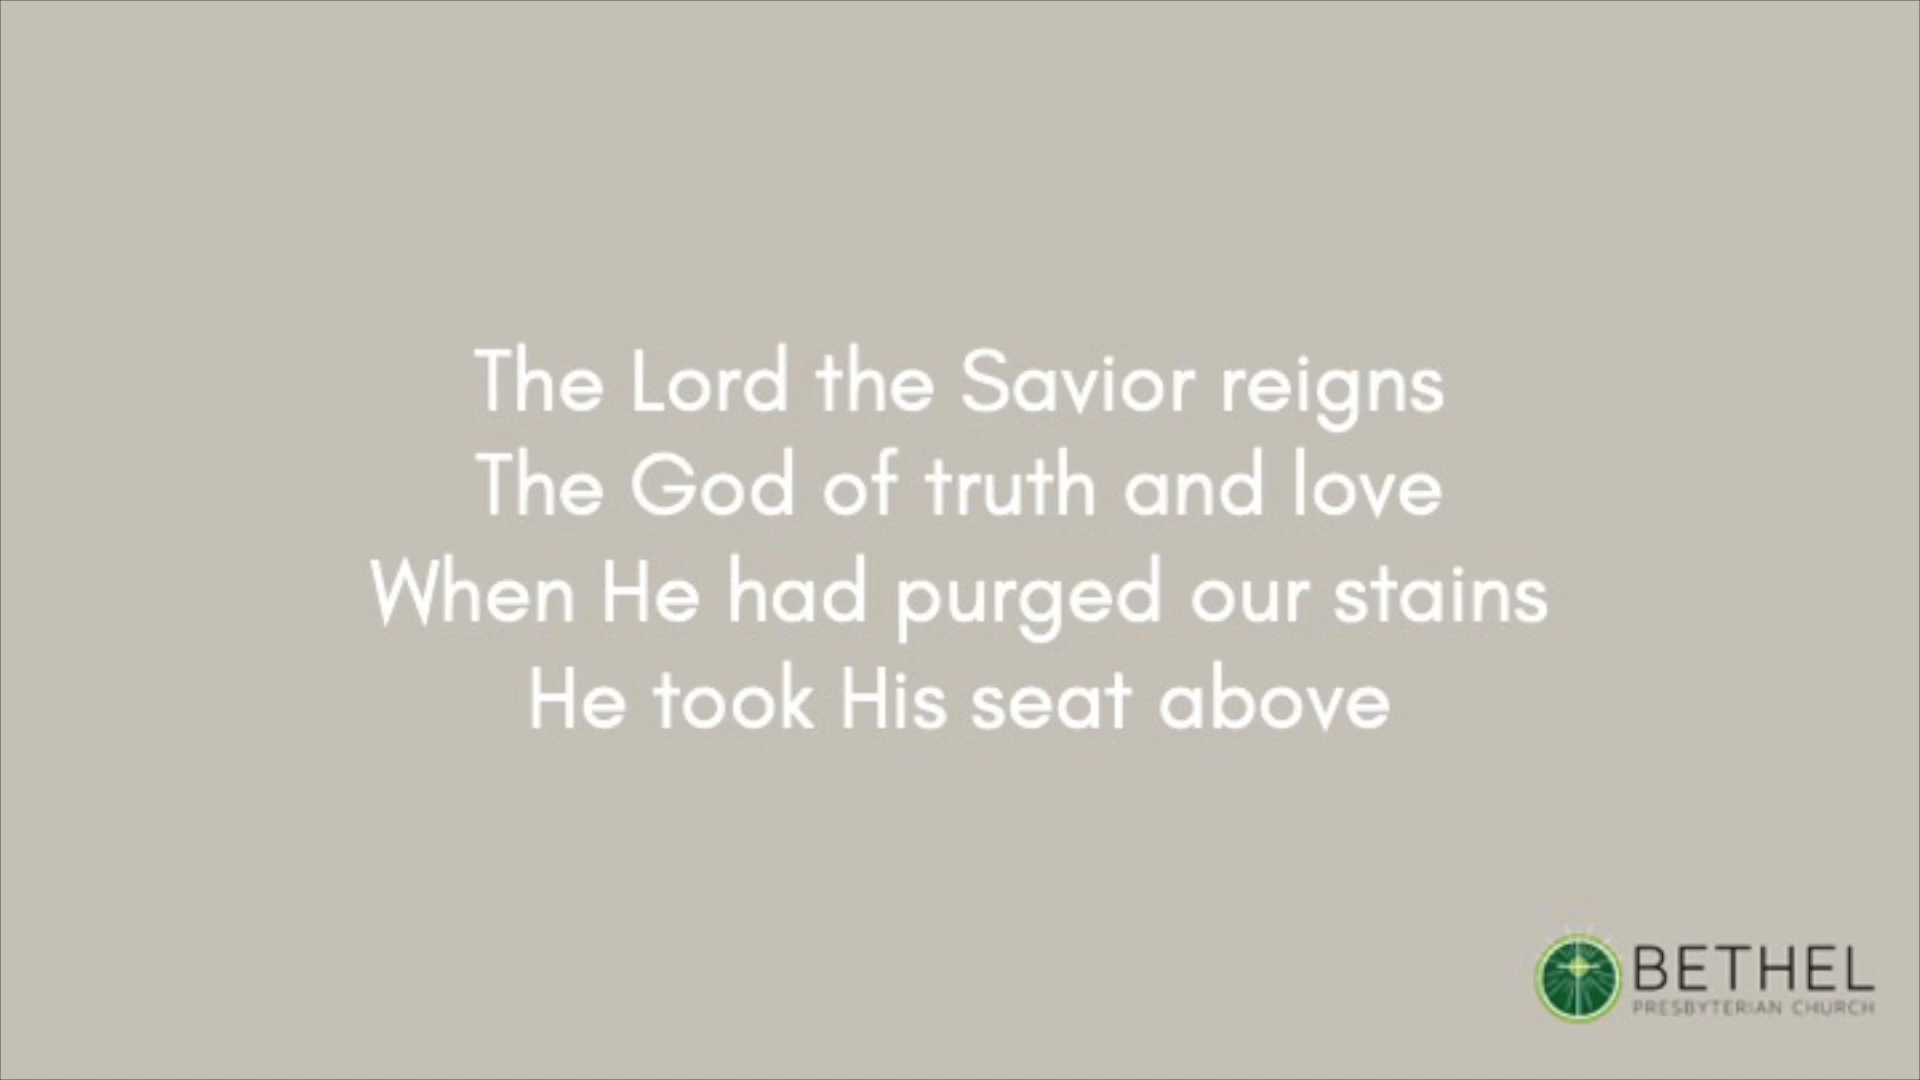 The Lord the Savior reigns
The God of truth and love
When He had purged our stains
He took His seat above
BETHEL
PRESBYTERIAN CHURCH